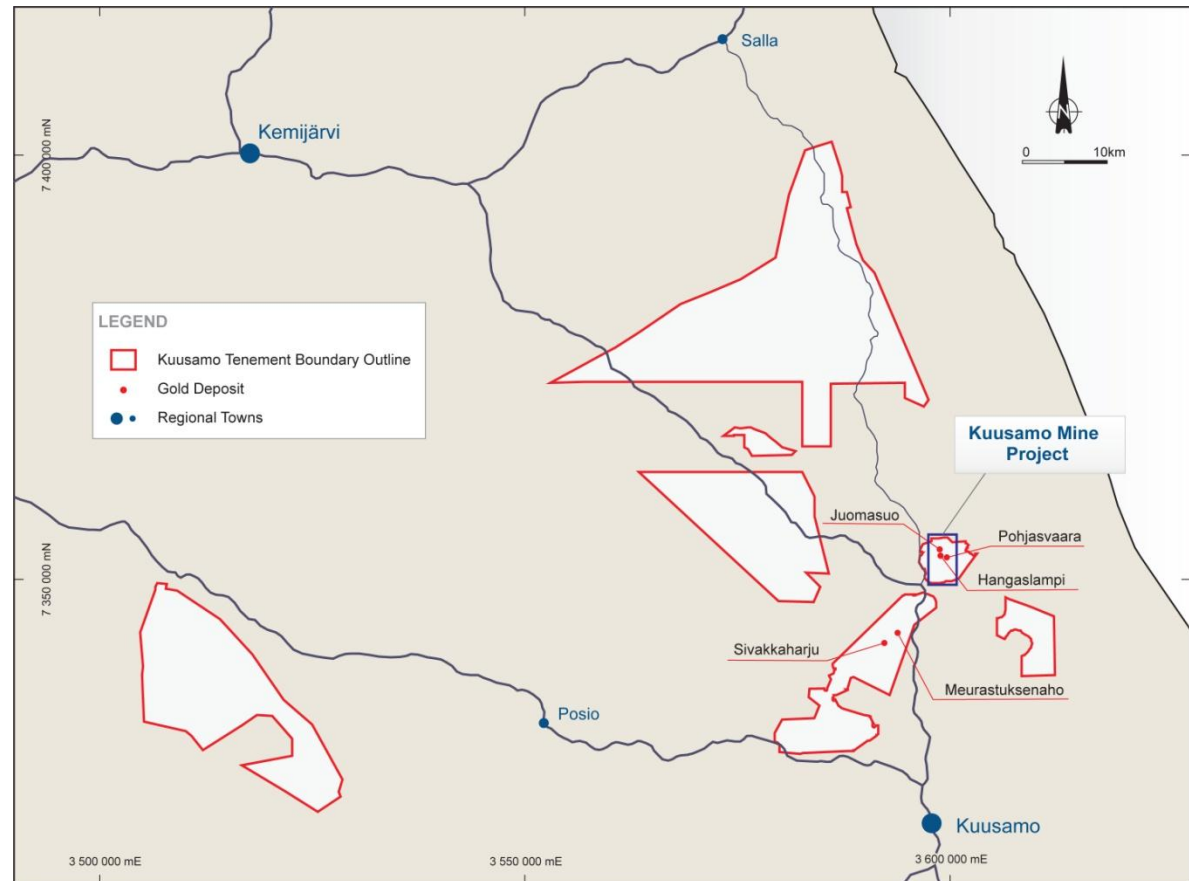 Salla
Kemijärvi
N
0 10km
7 400 000 mN
LEGEND
Kuusamo Tenement Boundary Outline
Gold Deposit
Regional Towns
Kuusamo Mine
Project
Juomasuo
Pohjasvaara
Hangaslampi
7 350 000 mN
Sivakkaharju
Meurastuksenaho
Posio
Kuusamo
3 500 000 mE
3 550 000 mE
3 600 000 mE